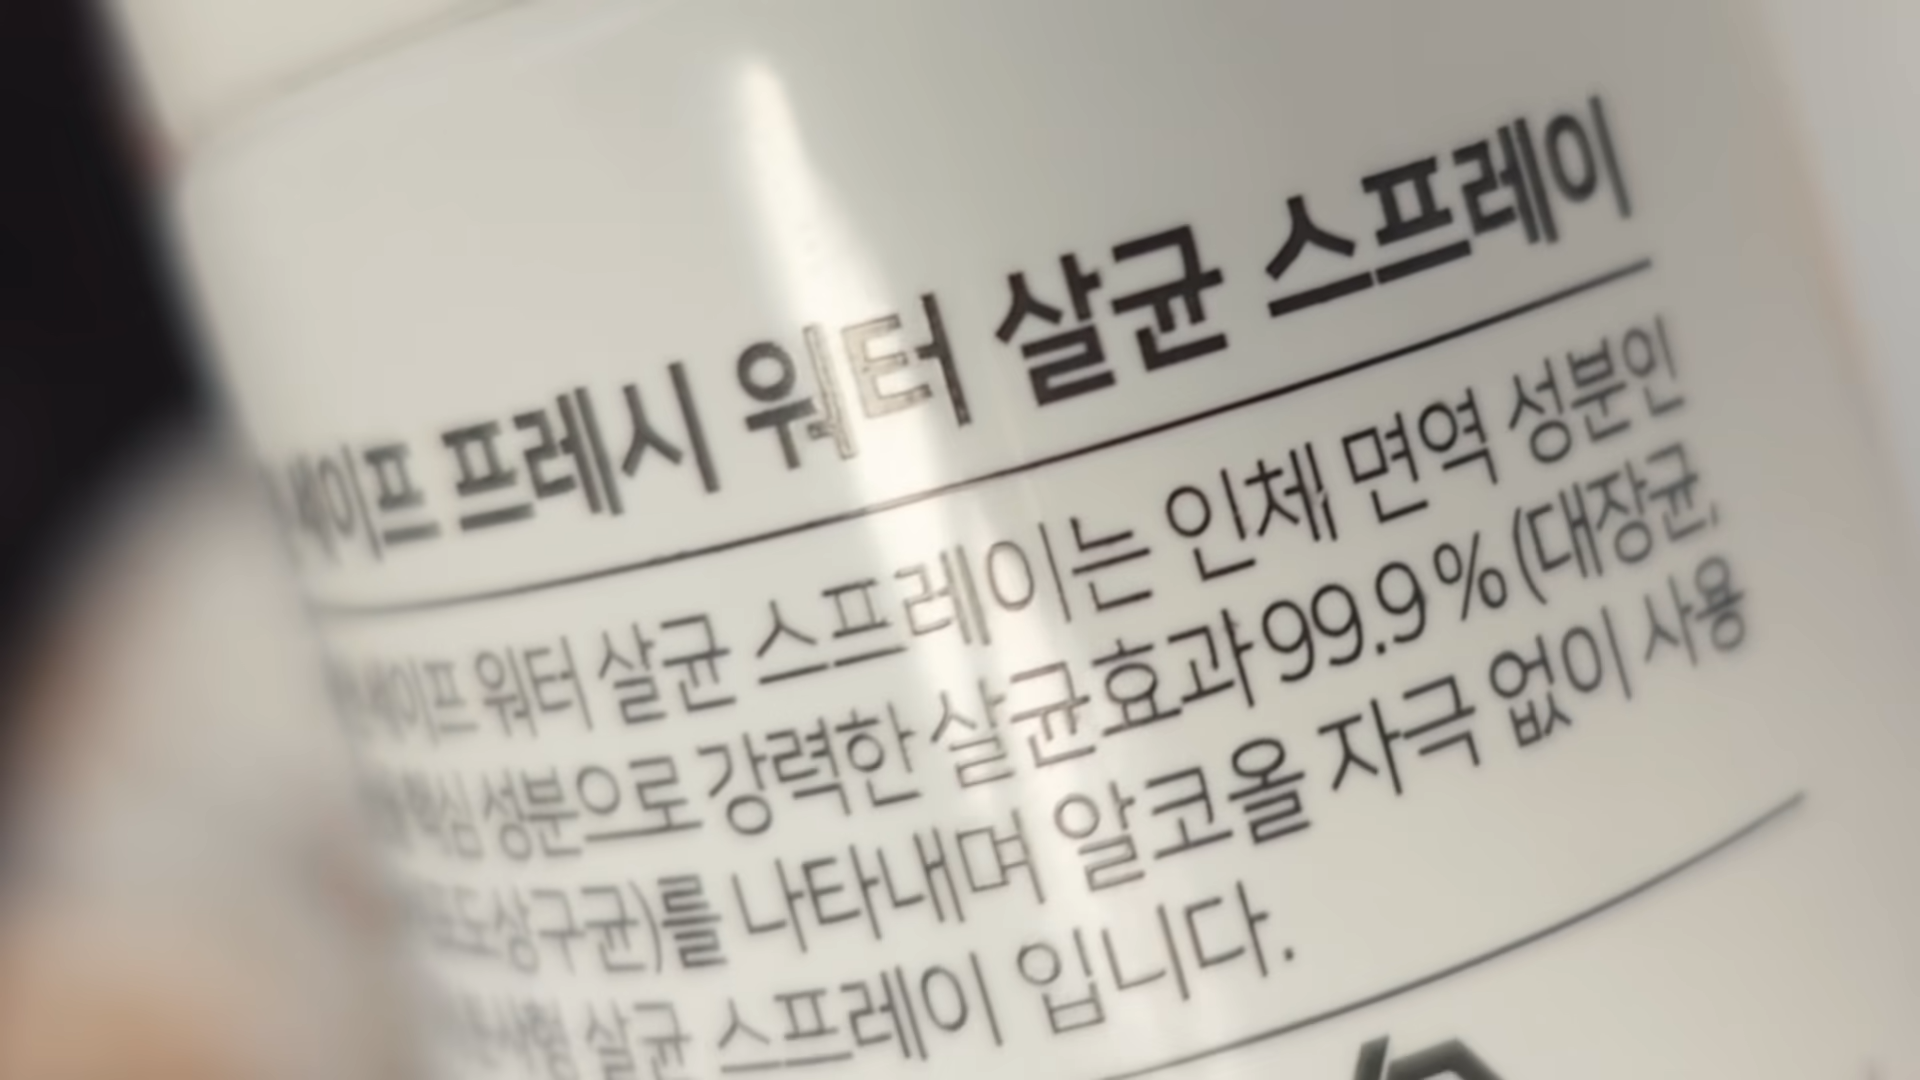 세이프 프레시 워터 살균 스프레이
세이프 워터 살균 스프레이는 인체 면역 성분인
핵심 성분으로 강력한 살균효과 99.9 % (대장균,
포도상구균)를 나타내며 알코올 자극 없이 사용
살균 스프레이 입니다.